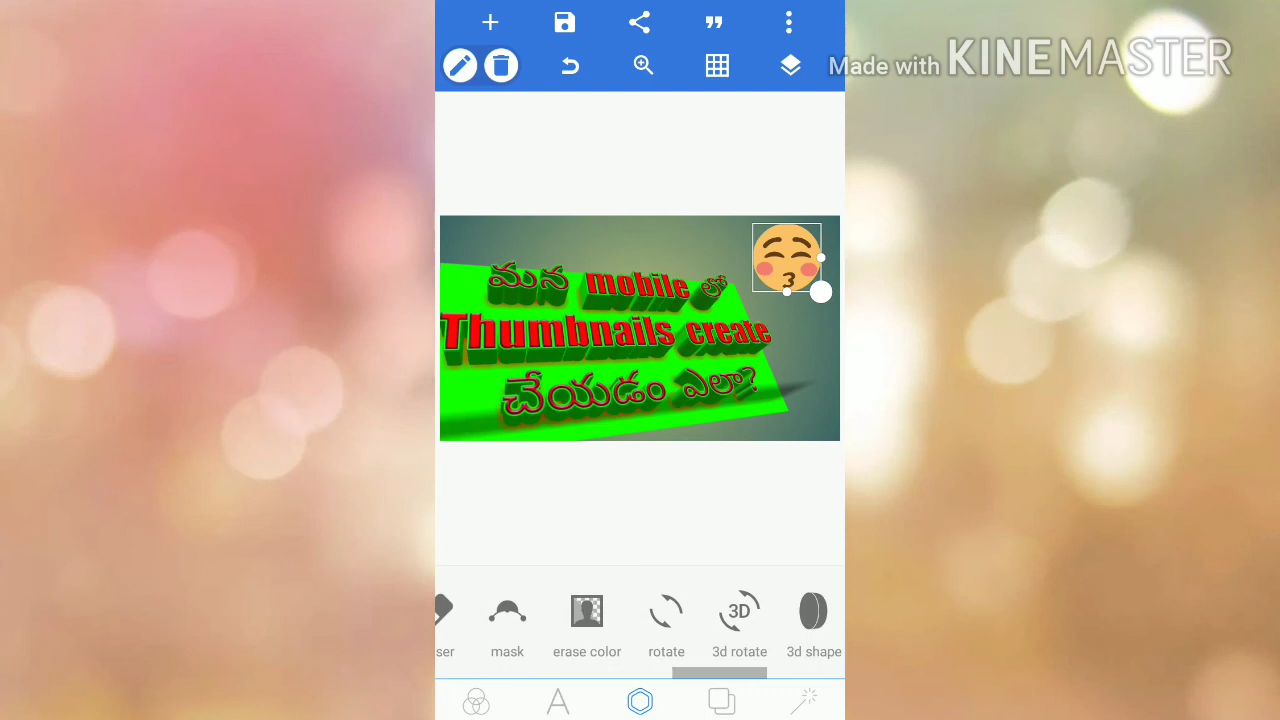 Made with KINEMASTER
మన mobile లో
Thumbnails create
చేయడం ఎలా?
ser mask erase color rotate 3D 3d rotate 3d shape